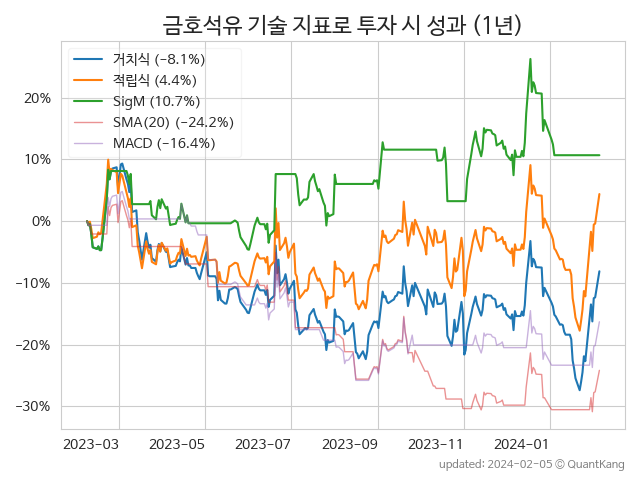 금호석유 기술 지표로 투자 시 성과 (1년)
거치식 (−8.1%)
적립식 (4.4%)
SigM (10.7%)
SMA(20) (−24.2%)
MACD (−16.4%)
20%
10%
0%
−10%
−20%
−30%
2023−03 2023−05 2023−07 2023−09 2023−11 2024−01
updated: 2024−02−05 © QuantKang